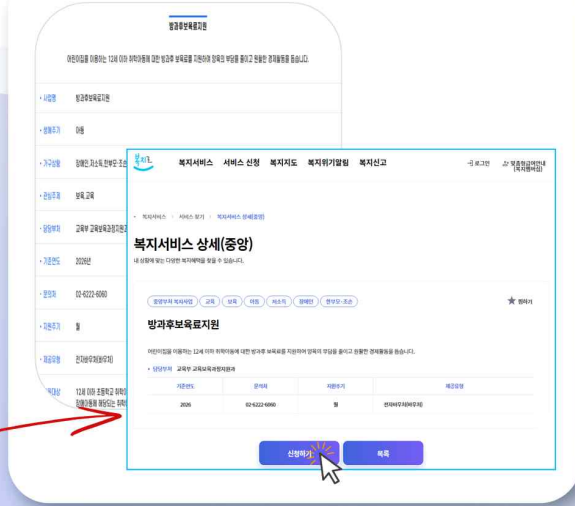 방과후보육료지원
어린이집을 이용하는 12세 이하 취학아동에 대한 방과후 보육료를 지원하여 양육의 부담을 줄이고 원활한 경제활동을 돕습니다.
• 사업명 방과후보육료지원
• 생애주기 아동
• 가구상황 장애인,저소득,한부모·조손
• 관심주제 보육,교육
• 담당부처 교육부 교육보육과정지원과
• 기준연도 2026년
• 문의처 02-6222-6060
• 지원주기 월
• 제공유형 전자바우처(바우처)
12세 이하 초등학교 취학아
장애아동에 해당되는 취학
복지로 복지서비스 서비스 신청 복지지도 복지위기알림 복지신고 로그인 맞춤형급여안내
(복지멤버십)
복지서비스 서비스 찾기 복지서비스 상세(중앙)
복지서비스 상세(중앙)
내 상황에 맞는 다양한 복지혜택을 찾을 수 있습니다.
중앙부처 복지사업 교육 보육 아동 저소득 장애인 한부모·조손 ★ 찜하기
방과후보육료지원
어린이집을 이용하는 12세 이하 취학아동에 대한 방과후 보육료를 지원하여 양육의 부담을 줄이고 원활한 경제활동을 돕습니다.
• 담당부처 교육부 교육보육과정지원과
기준연도 문의처 지원주기 제공유형
2026 02-6222-6060 월 전자바우처(바우처)
신청하기 목록